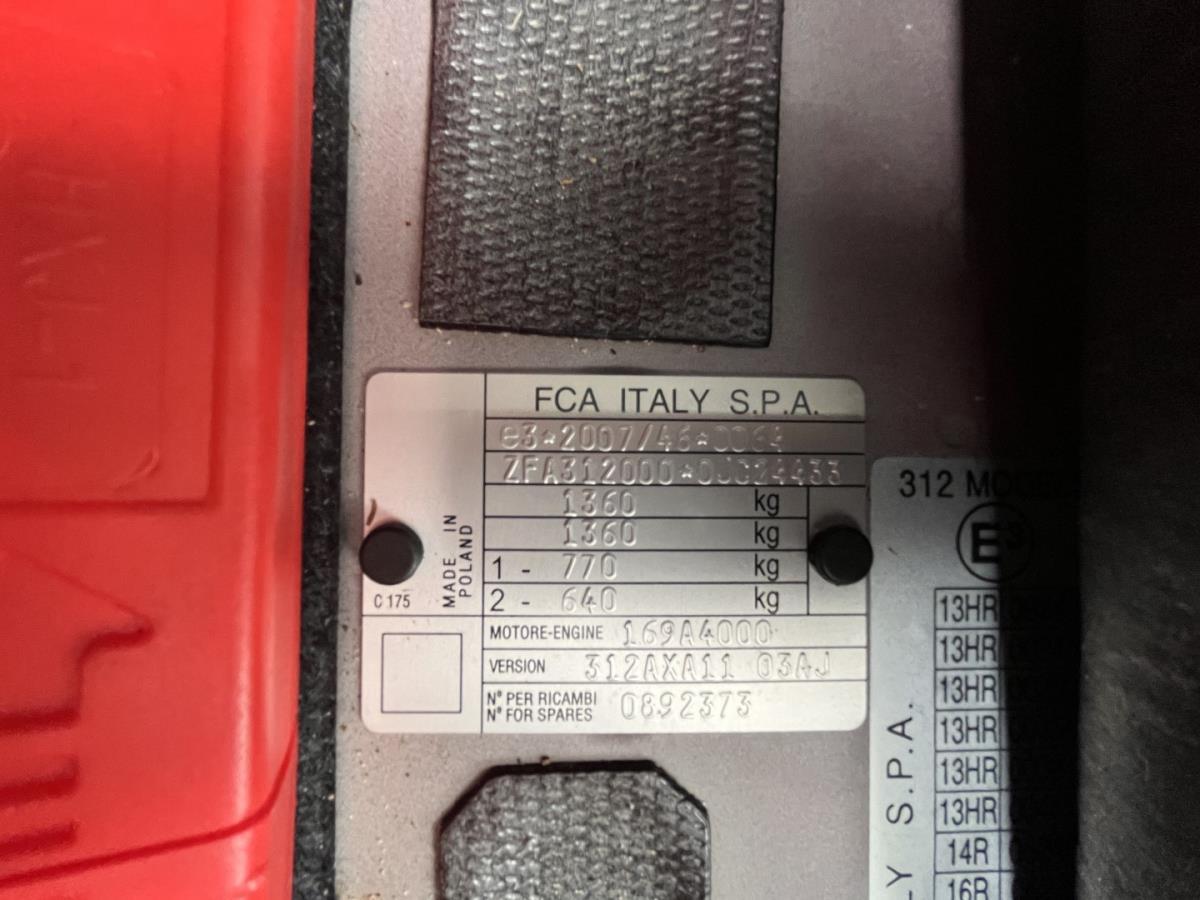 FCA ITALY S.P.A.
e3*2007/46*0064
1360 kg
1360 kg
1 - 770 kg
2 - 640 kg
MADE IN
POLAND
C 175
MOTORE-ENGINE 169A4000
VERSION 312AXA11 03AJ
N° PER RICAMBI
N° FOR SPARES 0892373
312
E3
13HR
13HR
13HR
13HR
13HR
13HR
14R
16R
S.P.A.